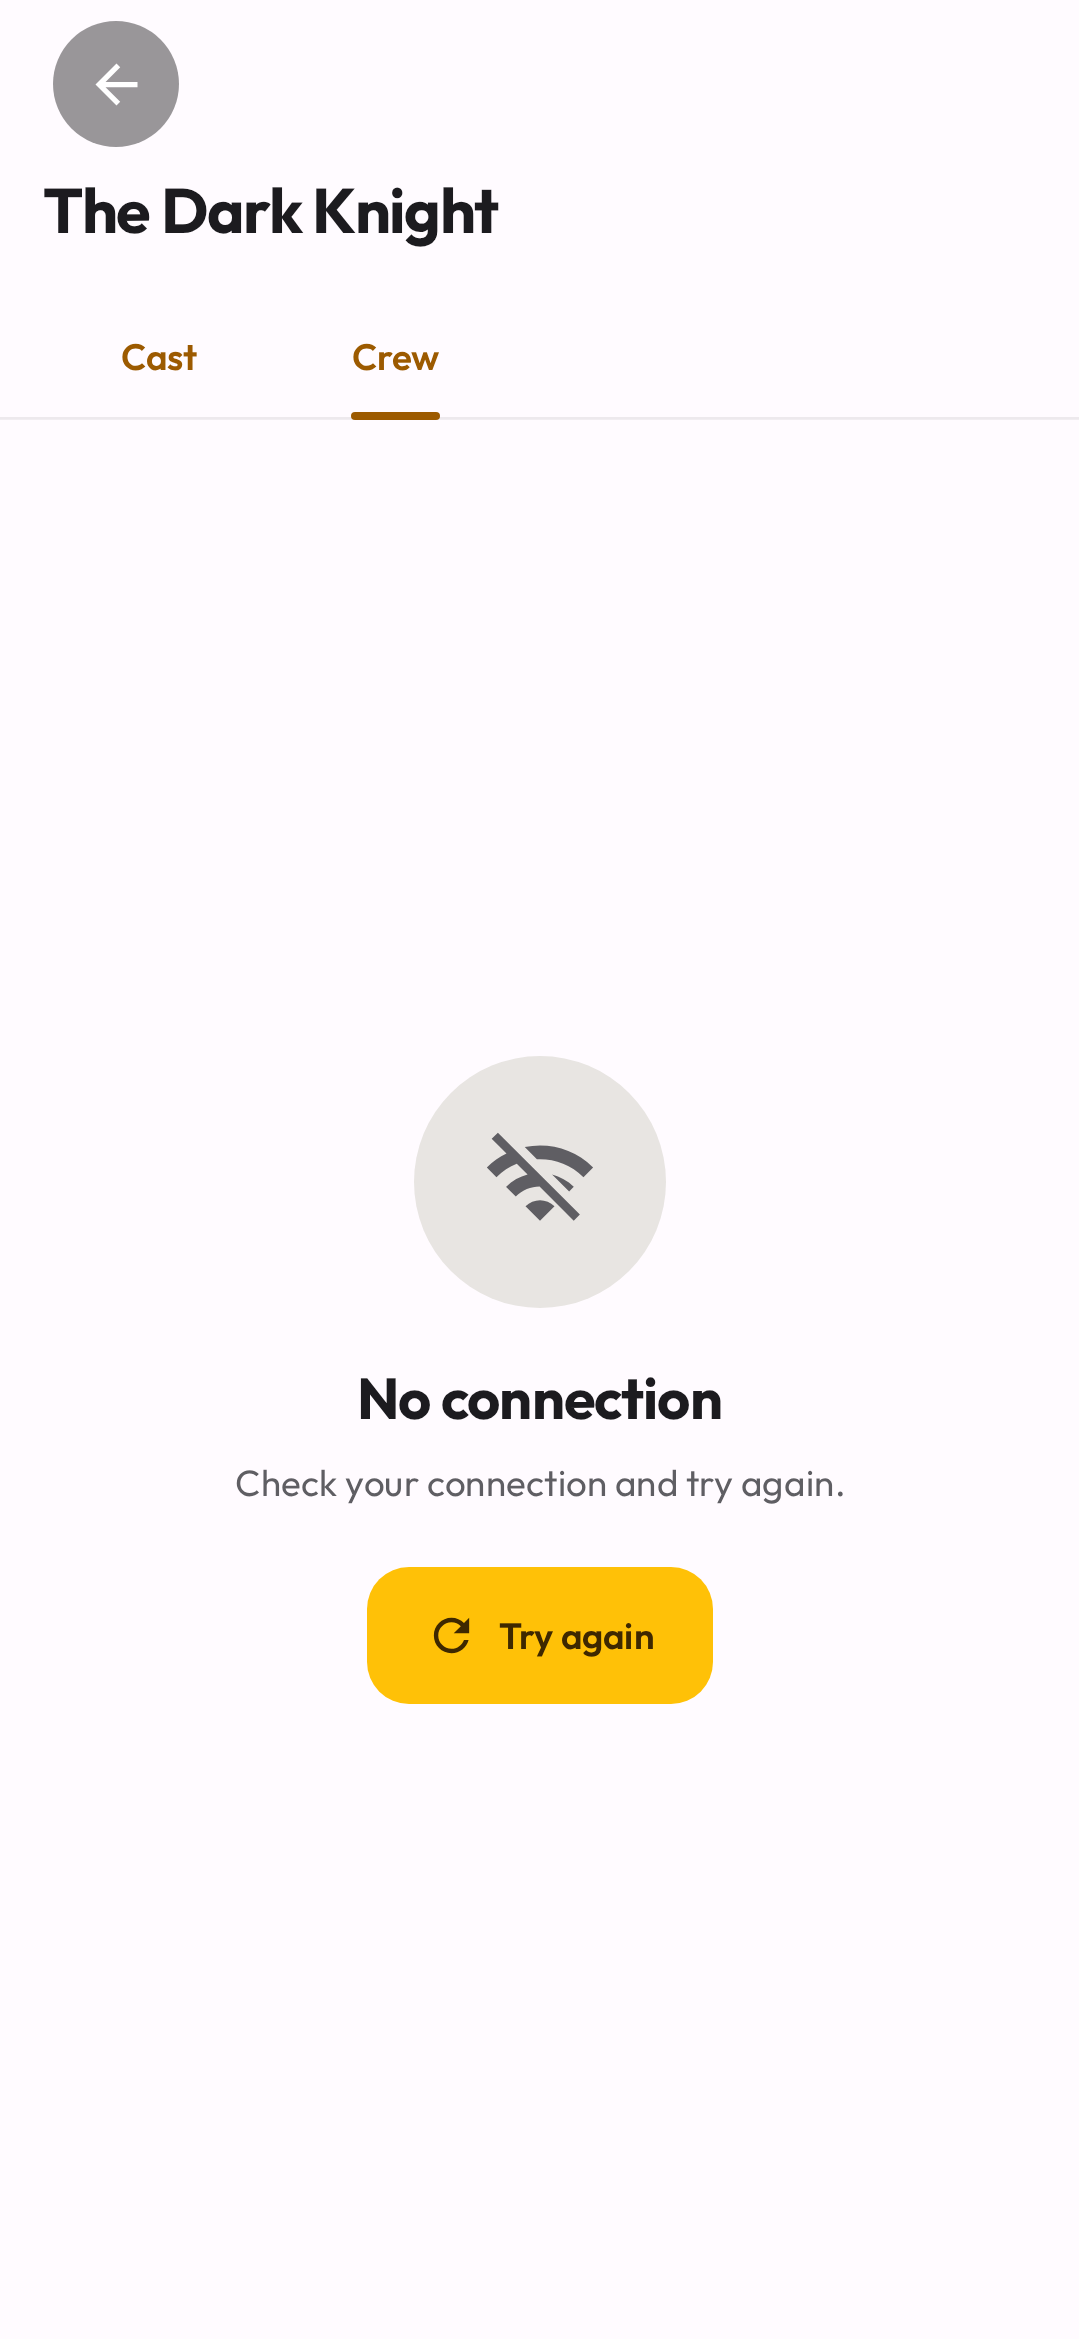 The Dark Knight
Cast
Crew
No connection
Check your connection and try again.
Try again